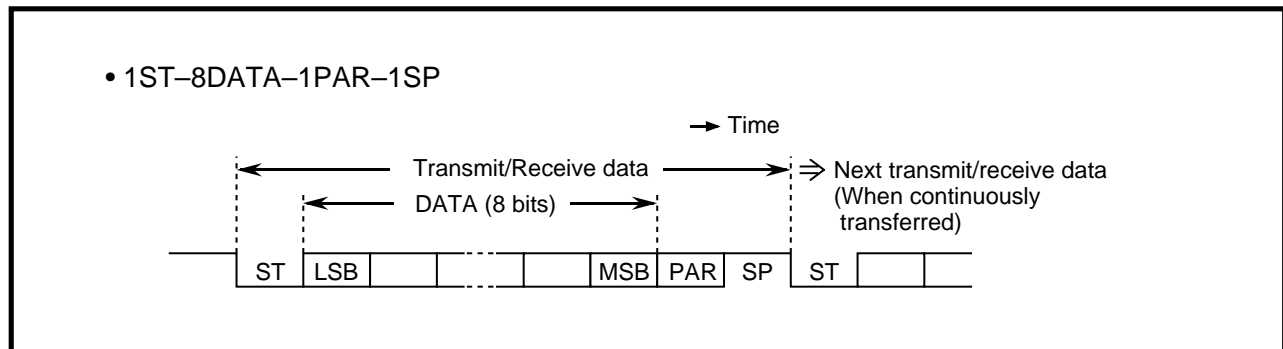 • 1ST–8DATA–1PAR–1SP
Time
Transmit/Receive data
Next transmit/receive data
(When continuously
transferred)
DATA (8 bits)
ST LSB MSB PAR SP ST